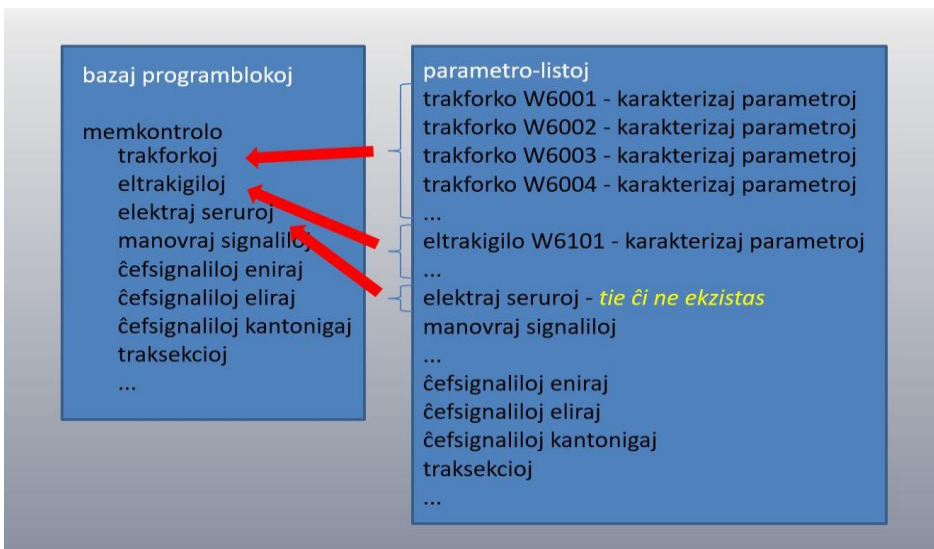 bazaj programblokoj
memkontrolo
trakforkoj
eltrakigiloj
elektraj seruroj
manovraj signaliloj
ĉefsignaliloj eniraj
ĉefsignaliloj eliraj
ĉefsignaliloj kantonigaj
traksekcioj
...
parametro-listoj
trakforko W6001 - karakterizaj parametroj
trakforko W6002 - karakterizaj parametroj
trakforko W6003 - karakterizaj parametroj
trakforko W6004 - karakterizaj parametroj
...
eltrakigilo W6101 - karakterizaj parametroj
...
elektraj seruroj - tie ĉi ne ekzistas
manovraj signaliloj
...
ĉefsignaliloj eniraj
ĉefsignaliloj eliraj
ĉefsignaliloj kantonigaj
traksekcioj
...